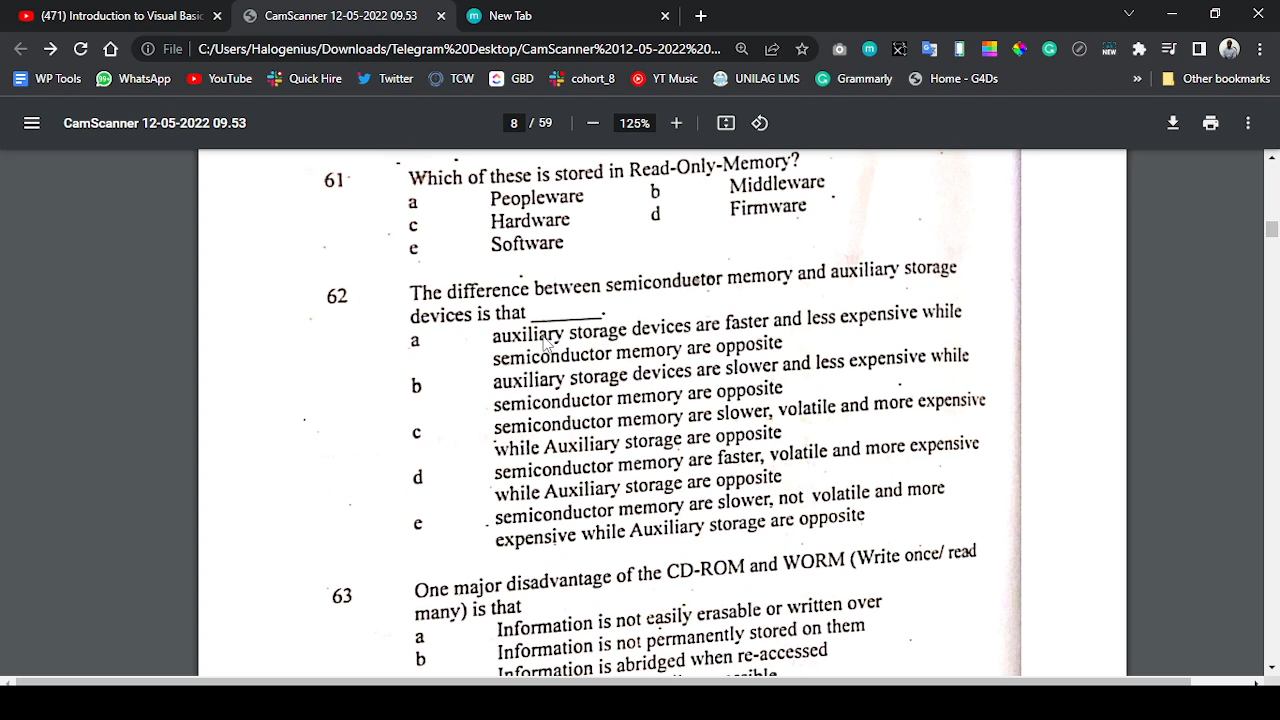 (471) Introduction to Visual Basic
CamScanner 12-05-2022 09.53
New Tab
File
C:/Users/Halogenius/Downloads/Telegram%20Desktop/CamScanner%2012-05-2022%20...
WP Tools
WhatsApp
YouTube
Quick Hire
Twitter
TCW
GBD
cohort_8
YT Music
UNILAG LMS
Grammarly
Home - G4Ds
»
Other bookmarks
CamScanner 12-05-2022 09.53
8 / 59
125%
61 Which of these is stored in Read-Only-Memory?
a Peopleware b Middleware
c Hardware d Firmware
e Software
62 The difference between semiconductor memory and auxiliary storage
devices is that _______.
a auxiliary storage devices are faster and less expensive while
semiconductor memory are opposite
b auxiliary storage devices are slower and less expensive while
semiconductor memory are opposite
c semiconductor memory are slower, volatile and more expensive
while Auxiliary storage are opposite
d semiconductor memory are faster, volatile and more expensive
while Auxiliary storage are opposite
e semiconductor memory are slower, not volatile and more
expensive while Auxiliary storage are opposite
63 One major disadvantage of the CD-ROM and WORM (Write once/ read
many) is that
a Information is not easily erasable or written over
b Information is not permanently stored on them
Information is abridged when re-accessed